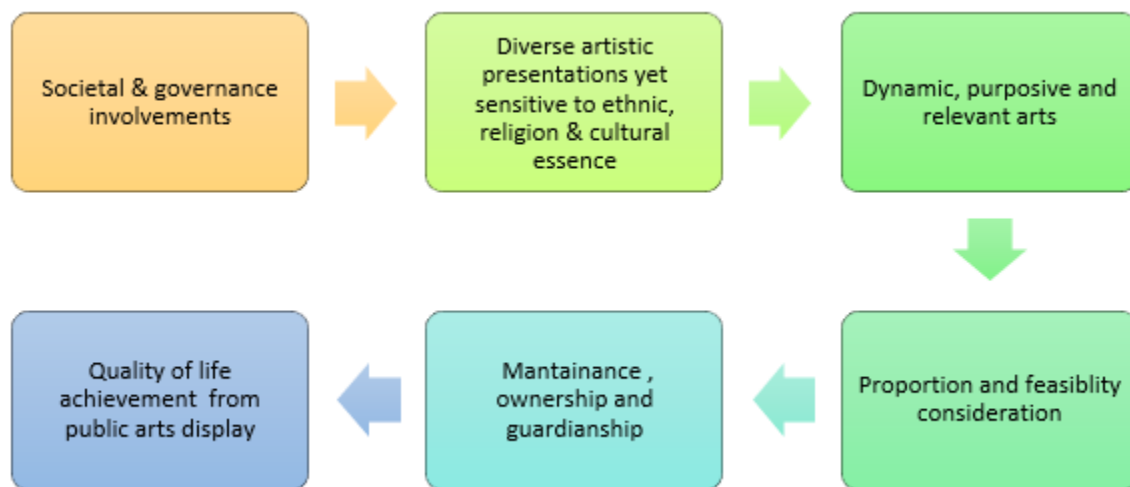 Societal & governance
involvements
Diverse artistic
presentations yet
sensitive to ethnic,
religion & cultural
essence
Dynamic, purposive and
relevant arts
Proportion and feasiblity
consideration
Mantainance ,
ownership and
guardianship
Quality of life
achievement from
public arts display